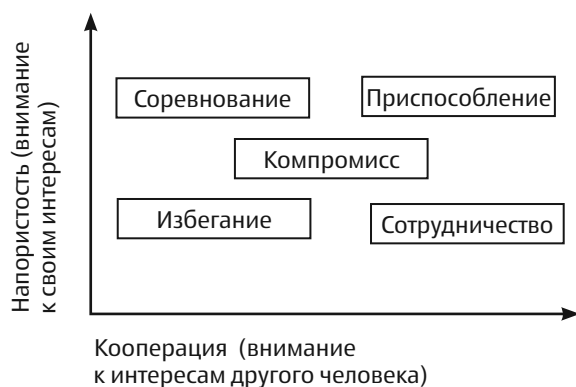 Напористость (внимание
к своим интересам)
Соревнование
Приспособление
Компромисс
Избегание
Сотрудничество
Кооперация (внимание
к интересам другого человека)